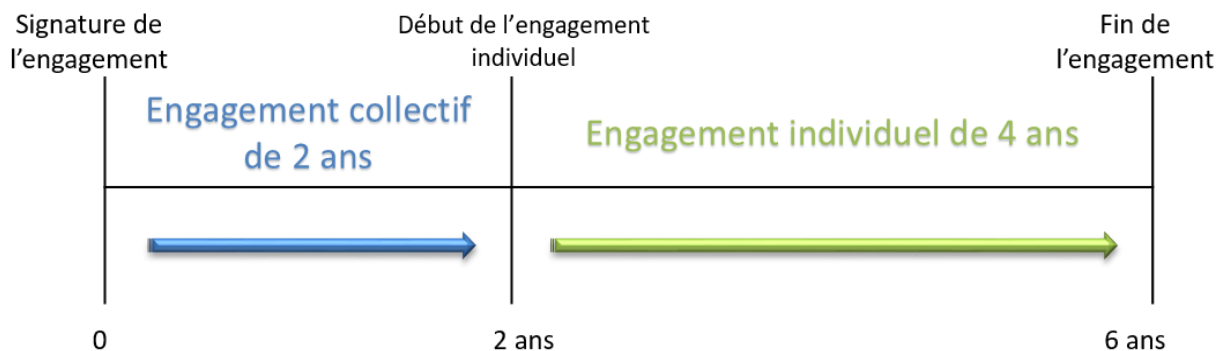 Signature de
l’engagement
Début de l’engagement
individuel
Fin de
l’engagement
Engagement collectif
de 2 ans
Engagement individuel de 4 ans
0
2 ans
6 ans